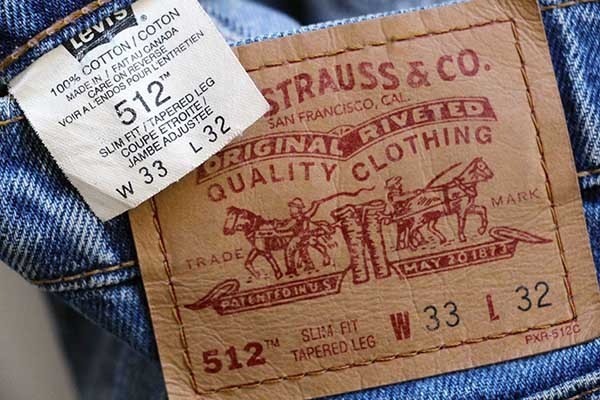 LEVI'S®
100% COTTON / COTON
MADE IN / FAIT AU CANADA
CARE ON REVERSE
VOIR A L'ENDOS POUR L'ENTRETIEN
512™
SLIM FIT / TAPERED LEG
COUPE ETROITE /
JAMBE ADJUSTÉE
W 33 L 32
STRAUSS & CO.
SAN FRANCISCO, CAL.
ORIGINAL RIVETED
QUALITY CLOTHING
TRADE MARK
PATENTED IN U.S. MAY 20 1873
512™ SLIM FIT W 33 L 32
TAPERED LEG
PXR-512C